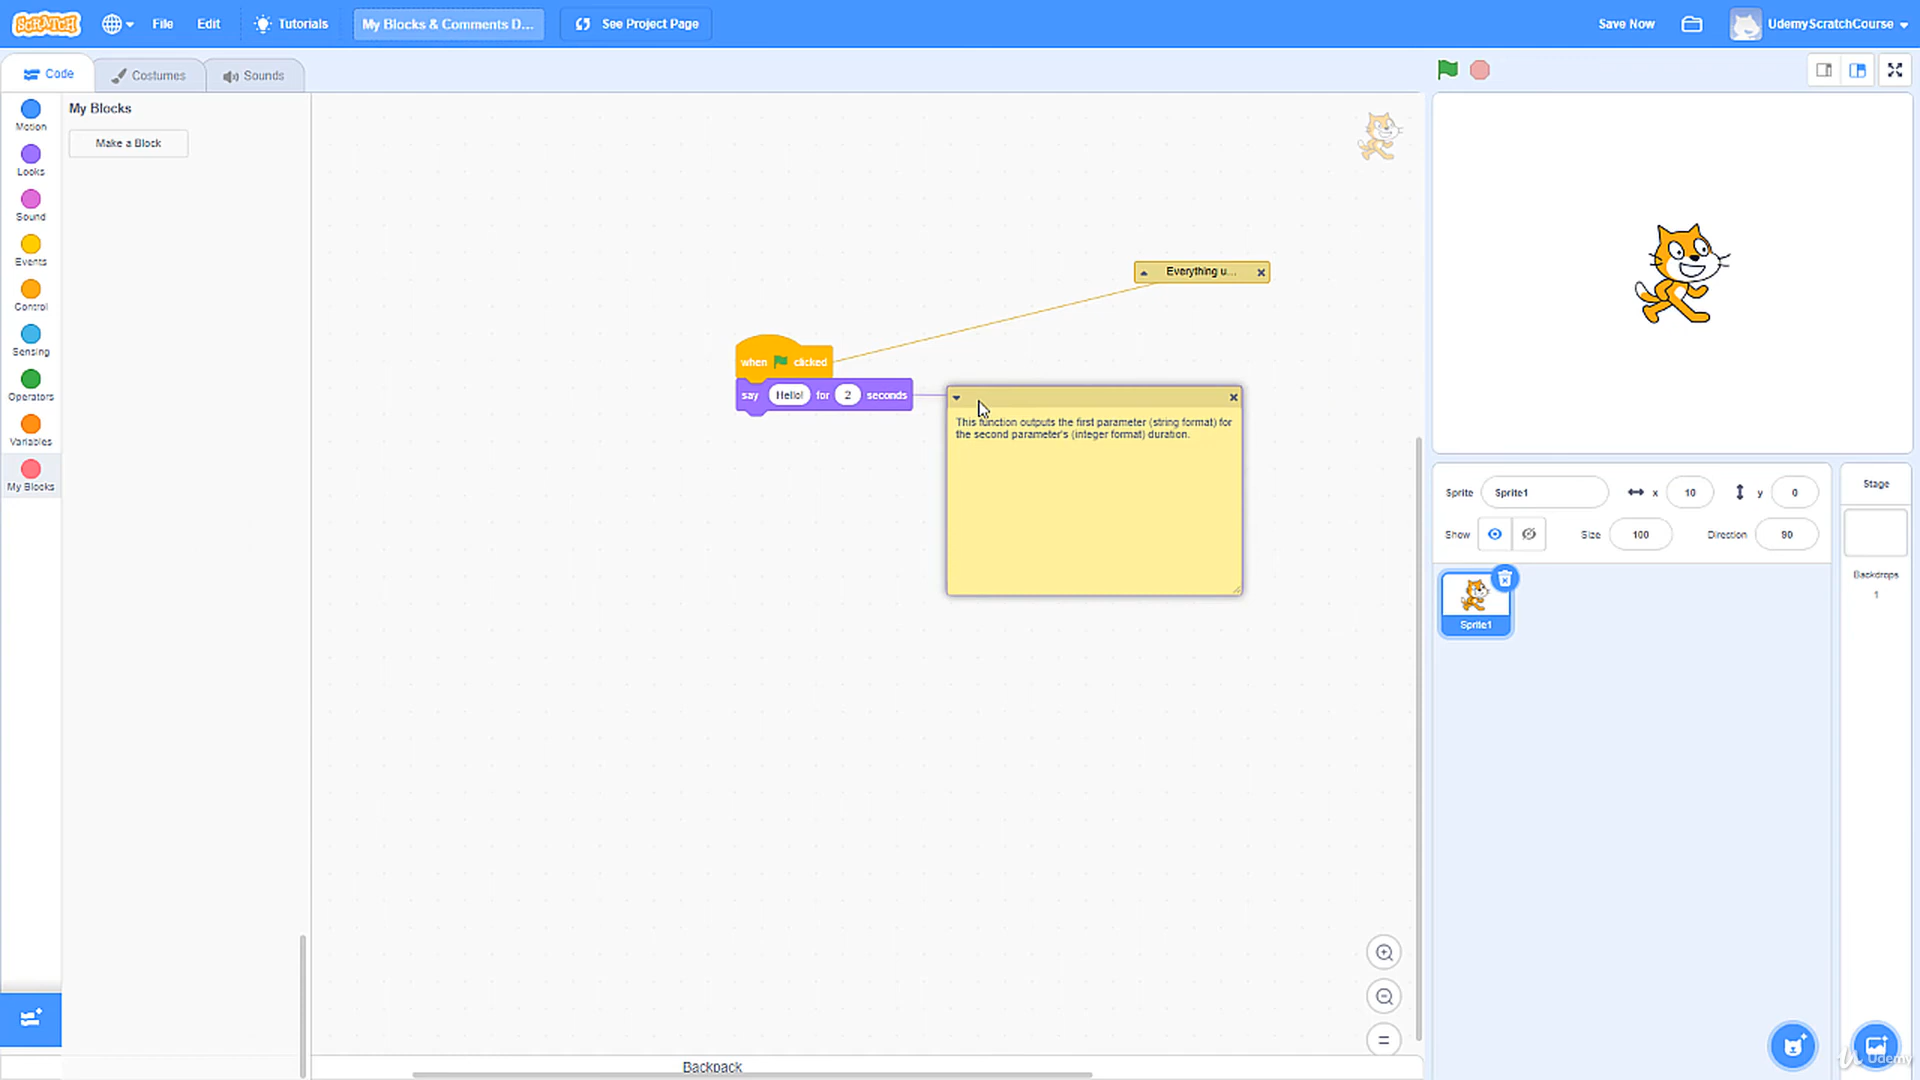 SCRATCH File Edit Tutorials My Blocks & Comments D... See Project Page Save Now UdemyScratchCourse
Code Costumes Sounds
Motion
Looks
Sound
Events
Control
Sensing
Operators
Variables
My Blocks
My Blocks
Make a Block
Everything u...
when clicked
say Hello! for 2 seconds
This function outputs the first parameter (string format) for
the second parameter's (integer format) duration.
Sprite Sprite1 x 10 y 0
Show Size 100 Direction 90
Sprite1
Stage
Backdrops
1
Backpack
Udemy